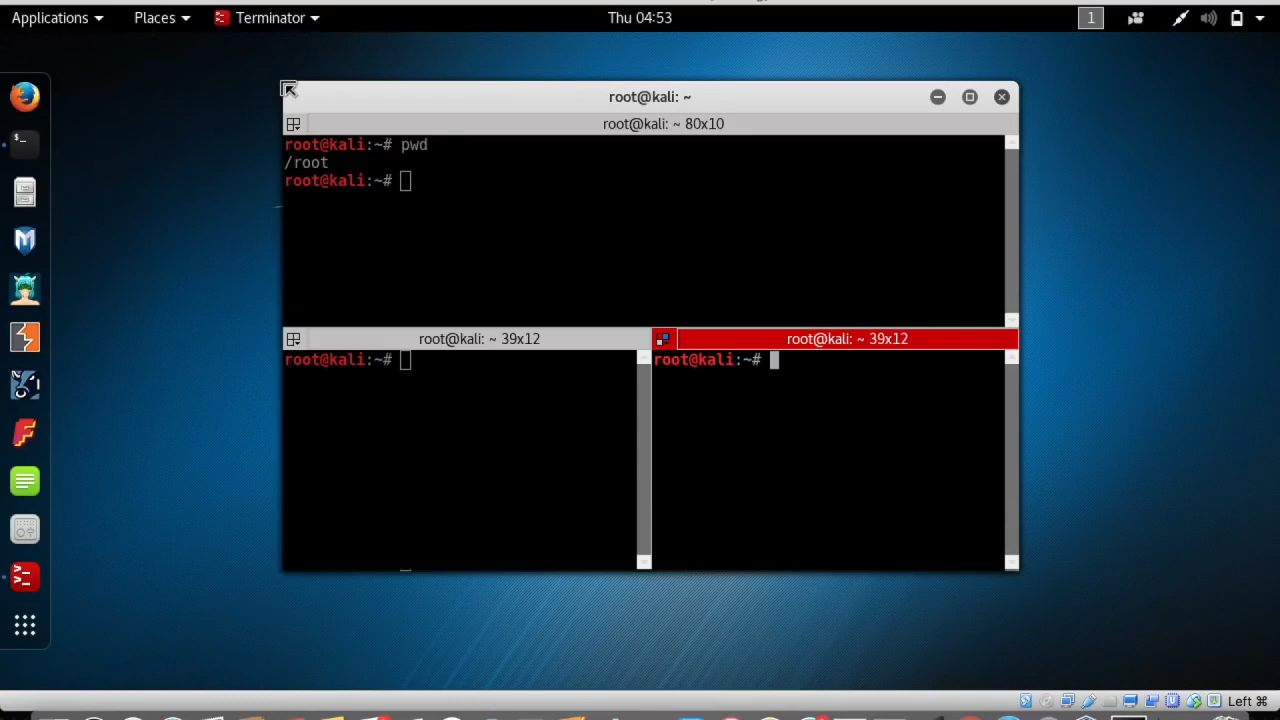 Applications Places Terminator Thu 04:53 1
root@kali: ~
root@kali: ~ 80x10
root@kali:~# pwd
/root
root@kali:~#
root@kali: ~ 39x12
root@kali: ~ 39x12
root@kali:~#
root@kali:~#
Left ⌘